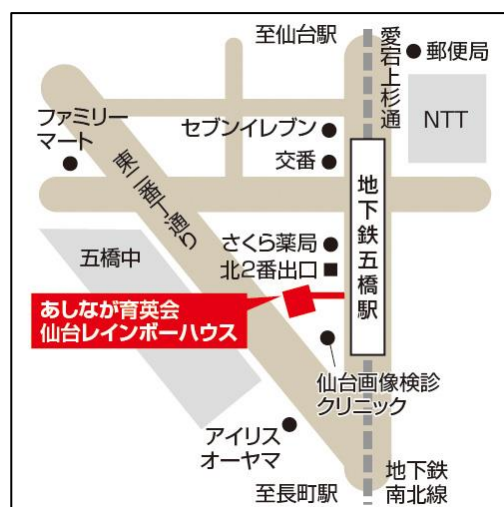 至仙台駅
愛宕上杉通
郵便局
ファミリー
マート
セブンイレブン
交番
NTT
東二番丁通り
地下鉄五橋駅
五橋中
さくら薬局
北2番出口
あしなが育英会
仙台レインボーハウス
仙台画像検診
クリニック
アイリス
オーヤマ
至長町駅
地下鉄
南北線